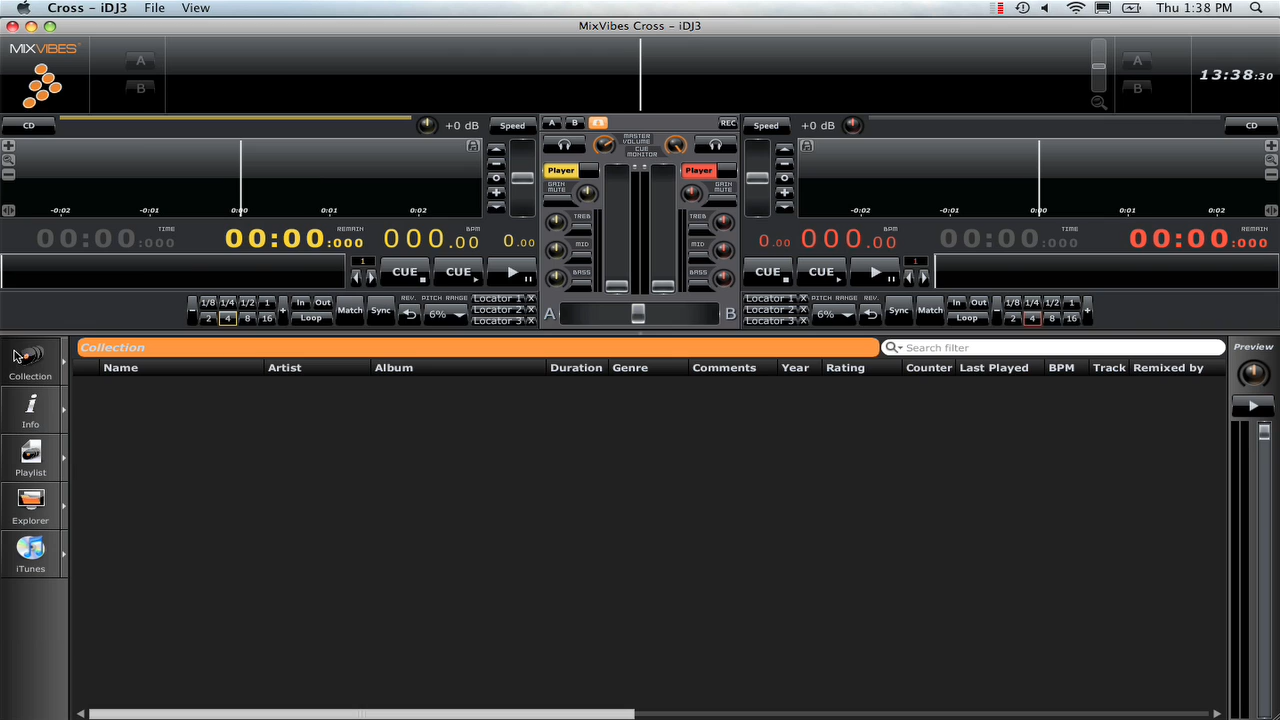 Cross - iDJ3 File View Thu 1:38 PM
MixVibes Cross - iDJ3
MIXVIBES
A A
B B
13:38:30
CD +0 dB Speed A B REC Speed +0 dB CD
MASTER VOLUME
CUE MONITOR
Player Player
GAIN MUTE GAIN MUTE
-0:02 -0:01 0:00 0:01 0:02 TREB TREB -0:02 -0:01 0:00 0:01 0:02
TIME REMAIN BPM BPM TIME REMAIN
00:00:000 00:00:000 000.00 0.00 MID MID 0.00 000.00 00:00:000 00:00:000
1 CUE CUE BASS BASS CUE CUE 1
1/8 1/4 1/2 1 In Out Match Sync REV. PITCH RANGE Locator 1 X Locator 1 X PITCH RANGE REV. Sync Match In Out 1/8 1/4 1/2 1
- + 6% Locator 2 X A B Locator 2 X 6% - +
2 4 8 16 Loop Locator 3 X Locator 3 X Loop 2 4 8 16
Collection Search filter Preview
Name Artist Album Duration Genre Comments Year Rating Counter Last Played BPM Track Remixed by
Collection
Info
Playlist
Explorer
iTunes